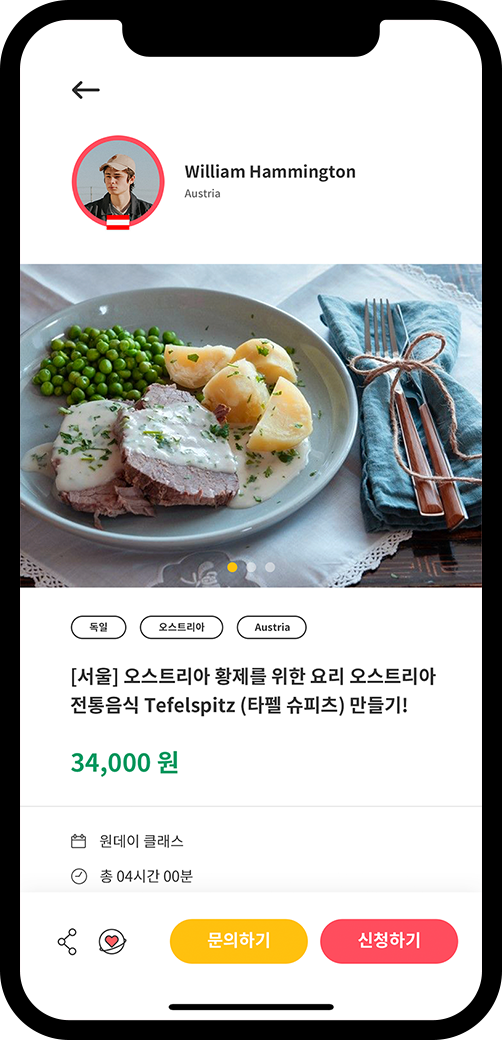 William Hammington
Austria
독일
오스트리아
Austria
[서울] 오스트리아 황제를 위한 요리 오스트리아
전통음식 Tefelspitz (타펠 슈피츠) 만들기!
34,000 원
원데이 클래스
총 04시간 00분
문의하기
신청하기